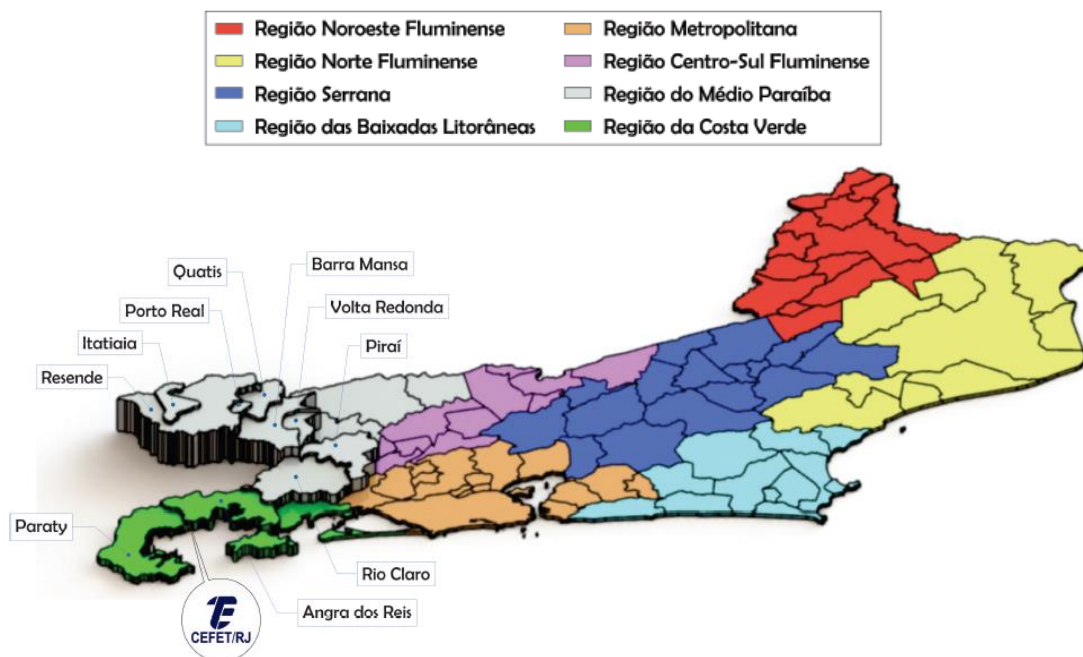 Região Noroeste Fluminense
Região Metropolitana
Região Norte Fluminense
Região Centro-Sul Fluminense
Região Serrana
Região do Médio Paraíba
Região das Baixadas Litorâneas
Região da Costa Verde
Barra Mansa
Quatis
Porto Real
Volta Redonda
Itatiaia
Piraí
Resende
Paraty
Rio Claro
Angra dos Reis
CEFET/RJ